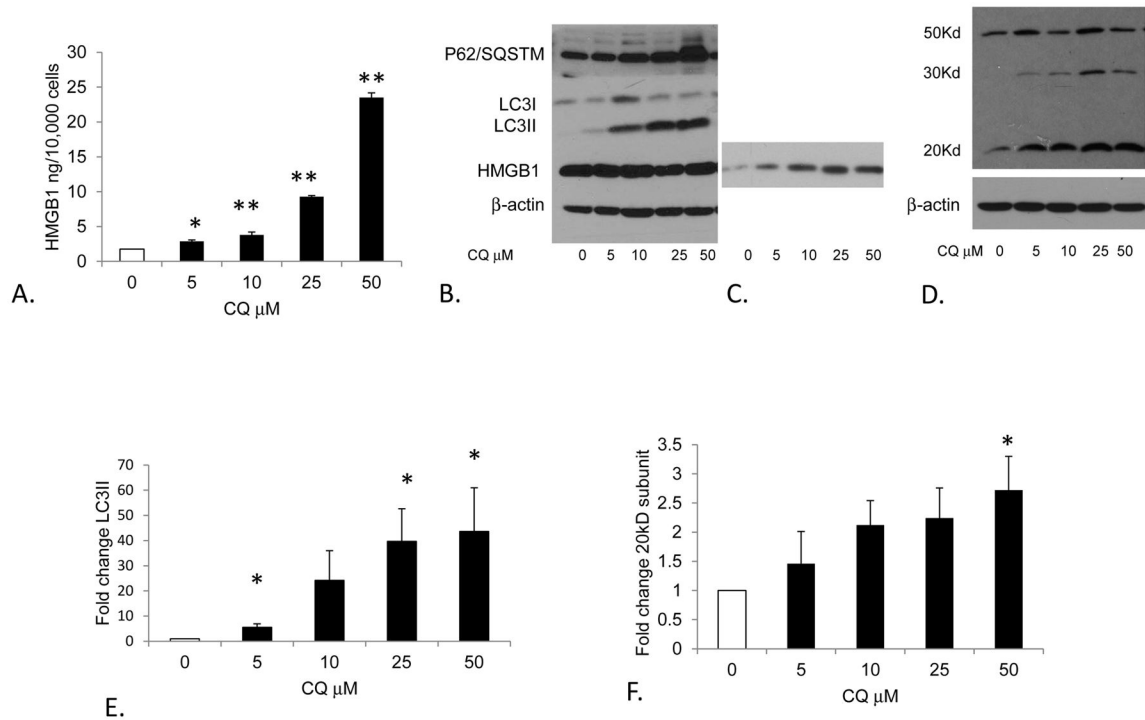 HMGB1 ng/10,000 cells
30
25
20
15
10
5
0
*
**
**
**
0 5 10 25 50
CQ μM
A.
P62/SQSTM
LC3I
LC3II
HMGB1
β-actin
CQ μM 0 5 10 25 50
B.
0 5 10 25 50
C.
50Kd
30Kd
20Kd
β-actin
CQ μM 0 5 10 25 50
D.
Fold change LC3II
70
60
50
40
30
20
10
0
*
*
*
0 5 10 25 50
CQ μM
E.
Fold change 20kD subunit
3.5
3
2.5
2
1.5
1
0.5
0
*
0 5 10 25 50
CQ μM
F.